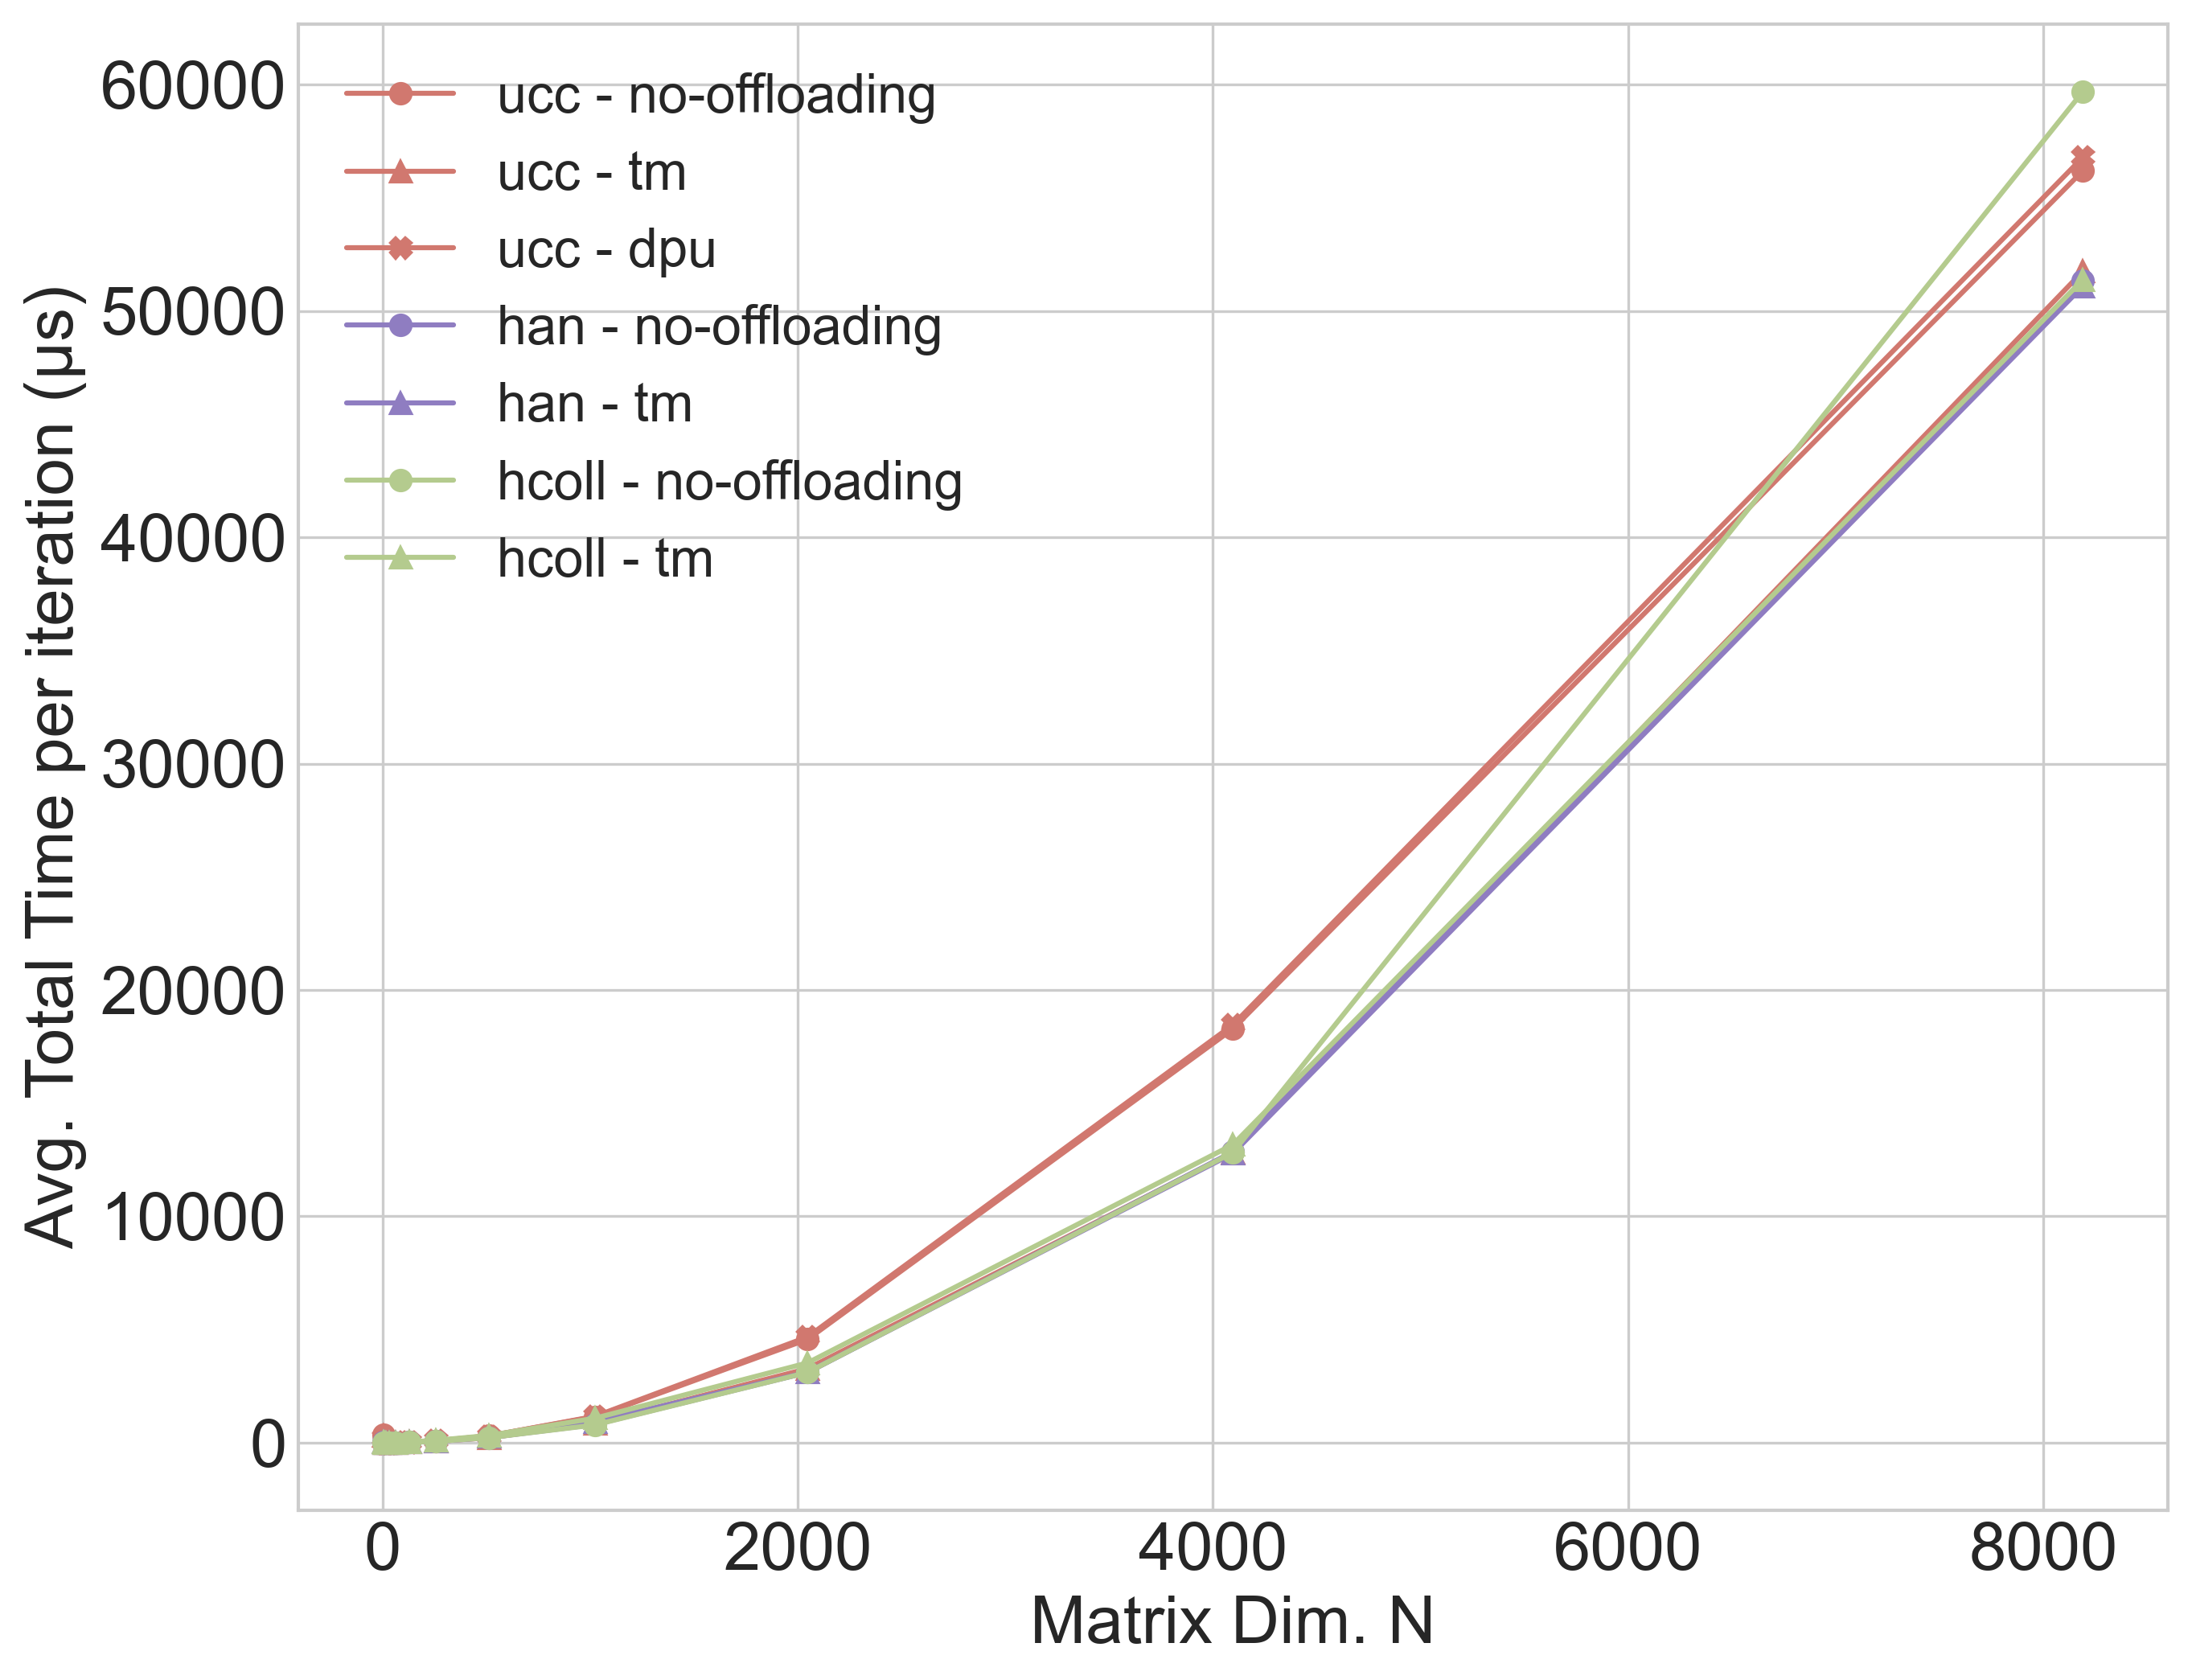 60000
50000
40000
30000
20000
10000
0
Avg. Total Time per iteration (µs)
ucc - no-offloading
ucc - tm
ucc - dpu
han - no-offloading
han - tm
hcoll - no-offloading
hcoll - tm
0 2000 4000 6000 8000
Matrix Dim. N